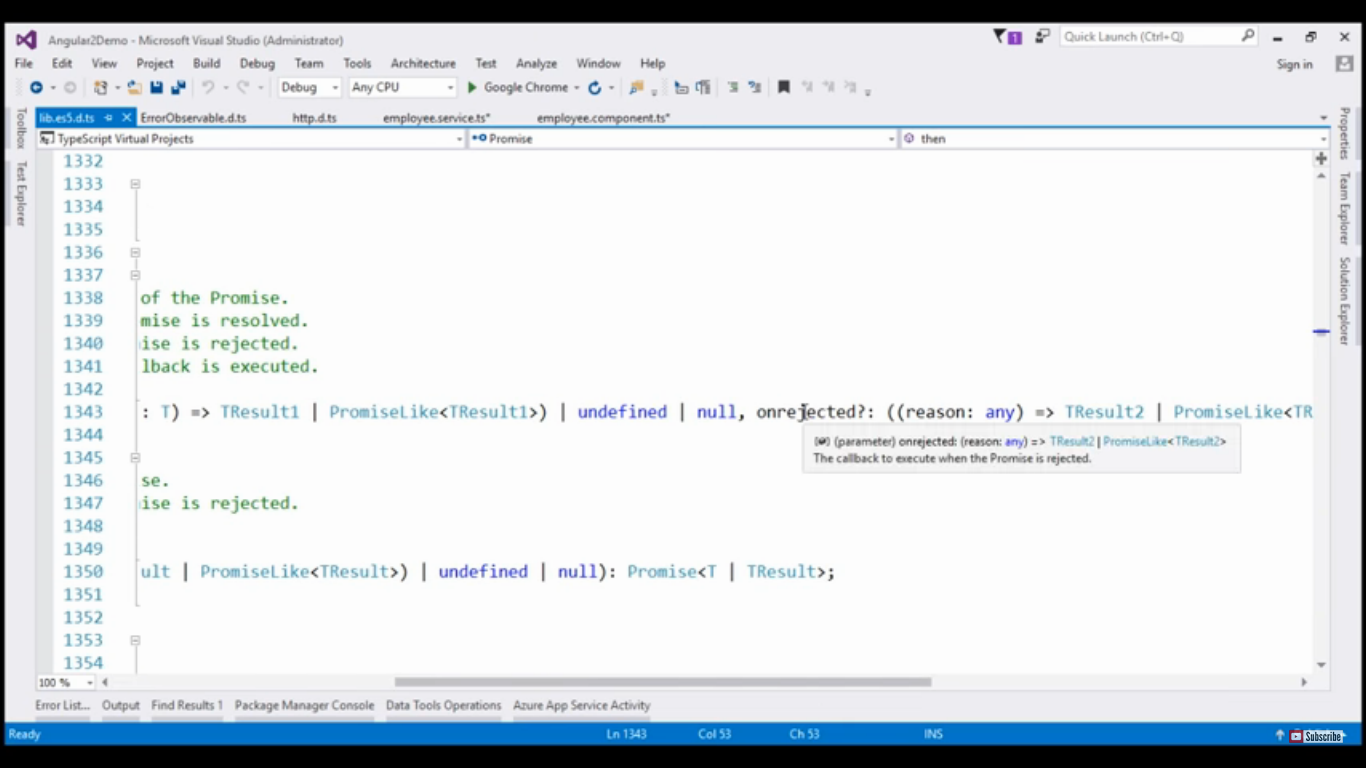 Angular2Demo - Microsoft Visual Studio (Administrator)
1
Quick Launch (Ctrl+Q)
File Edit View Project Build Debug Team Tools Architecture Test Analyze Window Help
Sign in
Debug Any CPU Google Chrome
lib.es5.d.ts ErrorObservable.d.ts http.d.ts employee.service.ts* employee.component.ts*
TypeScript Virtual Projects Promise then
Toolbox
Test Explorer
Properties
Team Explorer
Solution Explorer
1332
1333
1334
1335
1336
1337
1338 of the Promise.
1339 mise is resolved.
1340 ise is rejected.
1341 lback is executed.
1342
1343 : T) => TResult1 | PromiseLike<TResult1>) | undefined | null, onrejected?: ((reason: any) => TResult2 | PromiseLike<TR
1344
(parameter) onrejected: (reason: any) => TResult2 | PromiseLike<TResult2>
The callback to execute when the Promise is rejected.
1345
1346 se.
1347 ise is rejected.
1348
1349
1350 ult | PromiseLike<TResult>) | undefined | null): Promise<T | TResult>;
1351
1352
1353
1354
100 %
Error List... Output Find Results 1 Package Manager Console Data Tools Operations Azure App Service Activity
Ready Ln 1343 Col 53 Ch 53 INS
Subscribe